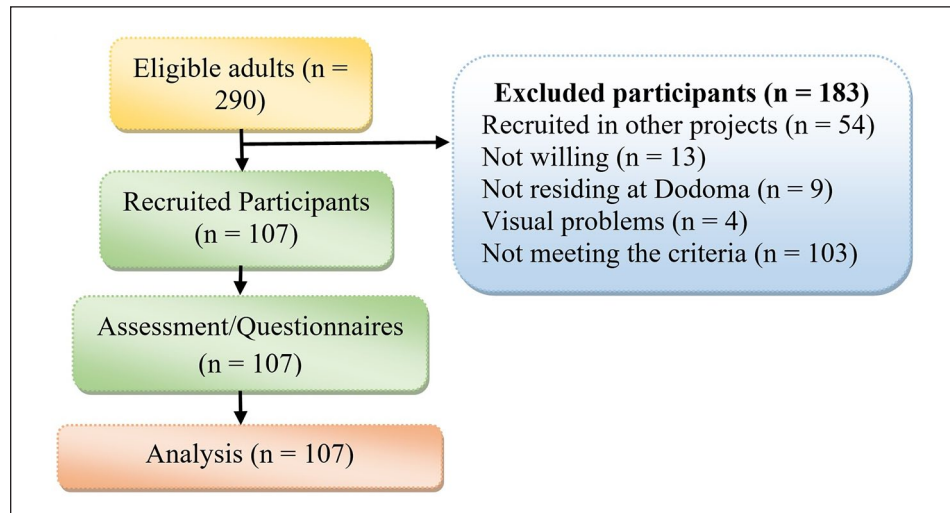 Eligible adults (n =
290)
Excluded participants (n = 183)
Recruited in other projects (n = 54)
Not willing (n = 13)
Not residing at Dodoma (n = 9)
Visual problems (n = 4)
Not meeting the criteria (n = 103)
Recruited Participants
(n = 107)
Assessment/Questionnaires
(n = 107)
Analysis (n = 107)